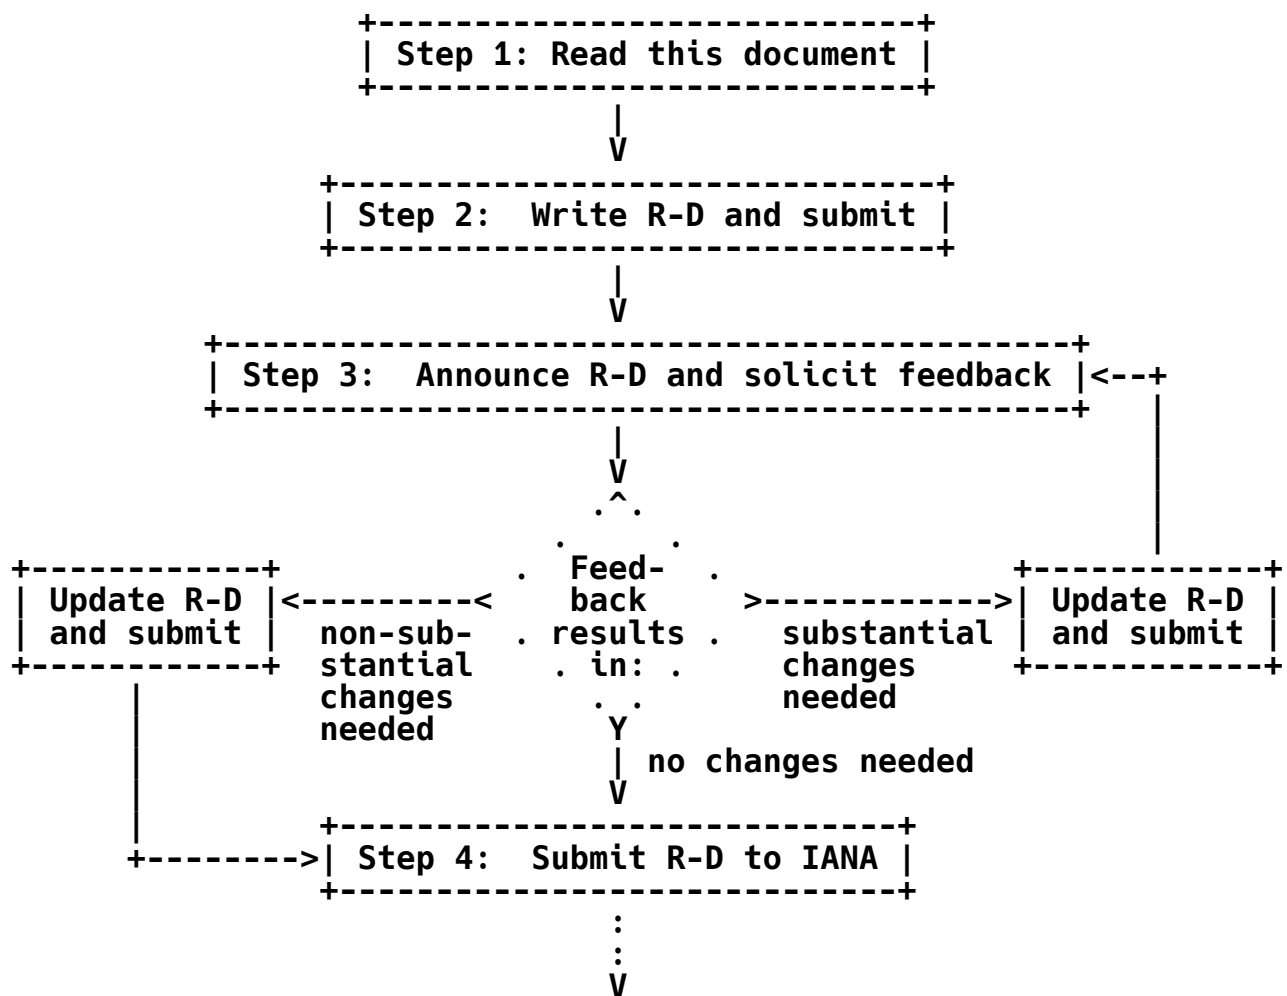 Step 1: Read this document
Step 2:  Write R-D and submit
Step 3:  Announce R-D and solicit feedback
Feed-
back
results
in:
Update R-D
and submit
non-sub-
stantial
changes
needed
substantial
changes
needed
Update R-D
and submit
Y
no changes needed
V
Step 4:  Submit R-D to IANA